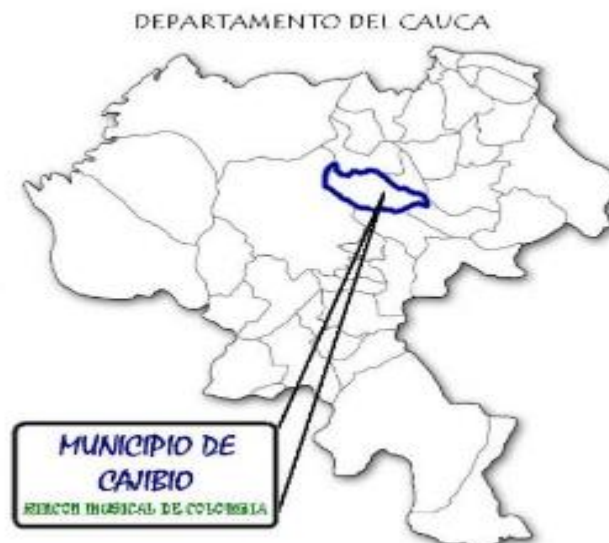 DEPARTAMENTO DEL CAUCA
MUNICIPIO DE
CAJIBIO
RINCON MUSICAL DE COLOMBIA